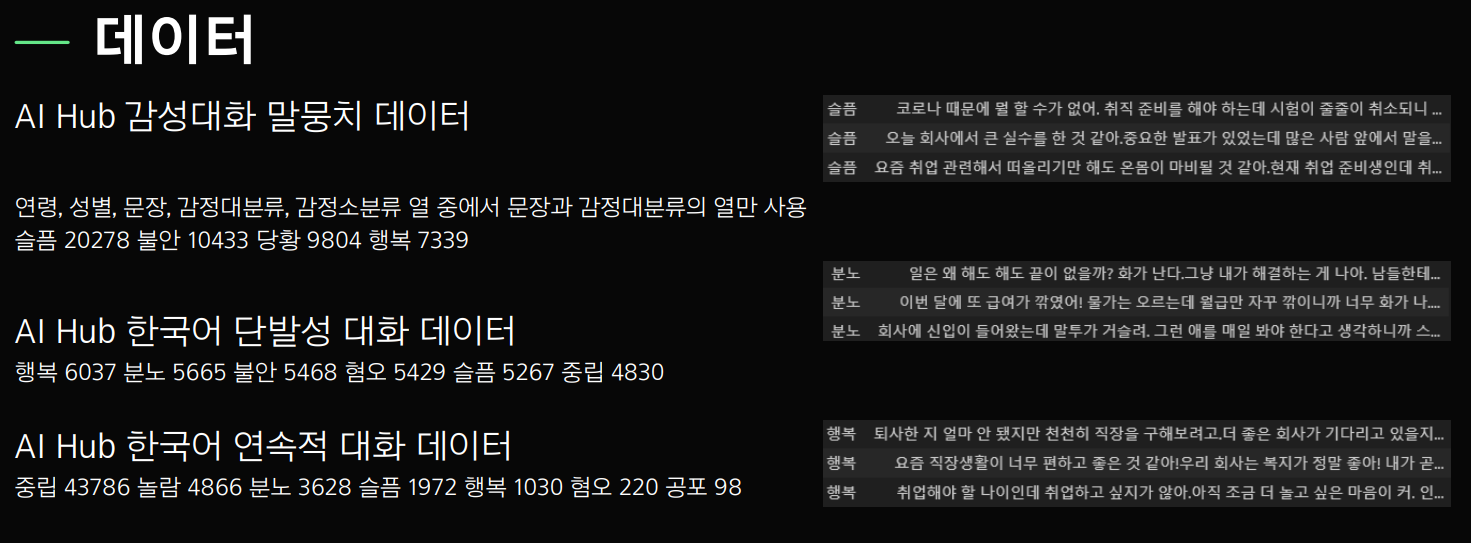 데이터
AI Hub 감성대화 말뭉치 데이터
연령, 성별, 문장, 감정대분류, 감정소분류 열 중에서 문장과 감정대분류의 열만 사용
슬픔 20278 불안 10433 당황 9804 행복 7339
AI Hub 한국어 단발성 대화 데이터
행복 6037 분노 5665 불안 5468 혐오 5429 슬픔 5267 중립 4830
AI Hub 한국어 연속적 대화 데이터
중립 43786 놀람 4866 분노 3628 슬픔 1972 행복 1030 혐오 220 공포 98
슬픔 코로나 때문에 뭘 할 수가 없어. 취직 준비를 해야 하는데 시험이 줄줄이 취소되니 ...
슬픔 오늘 회사에서 큰 실수를 한 것 같아.중요한 발표가 있었는데 많은 사람 앞에서 말을...
슬픔 요즘 취업 관련해서 떠올리기만 해도 온몸이 마비될 것 같아.현재 취업 준비생인데 취...
분노 일은 왜 해도 해도 끝이 없을까? 화가 난다.그냥 내가 해결하는 게 나아. 남들한테...
분노 이번 달에 또 급여가 깎였어! 물가는 오르는데 월급만 자꾸 깎이니까 너무 화가 나....
분노 회사에 신입이 들어왔는데 말투가 거슬려. 그런 애를 매일 봐야 한다고 생각하니까 스...
행복 퇴사한 지 얼마 안 됐지만 천천히 직장을 구해보려고.더 좋은 회사가 기다리고 있을지...
행복 요즘 직장생활이 너무 편하고 좋은 것 같아!우리 회사는 복지가 정말 좋아! 내가 곧...
행복 취업해야 할 나이인데 취업하고 싶지가 않아.아직 조금 더 놀고 싶은 마음이 커. 인...